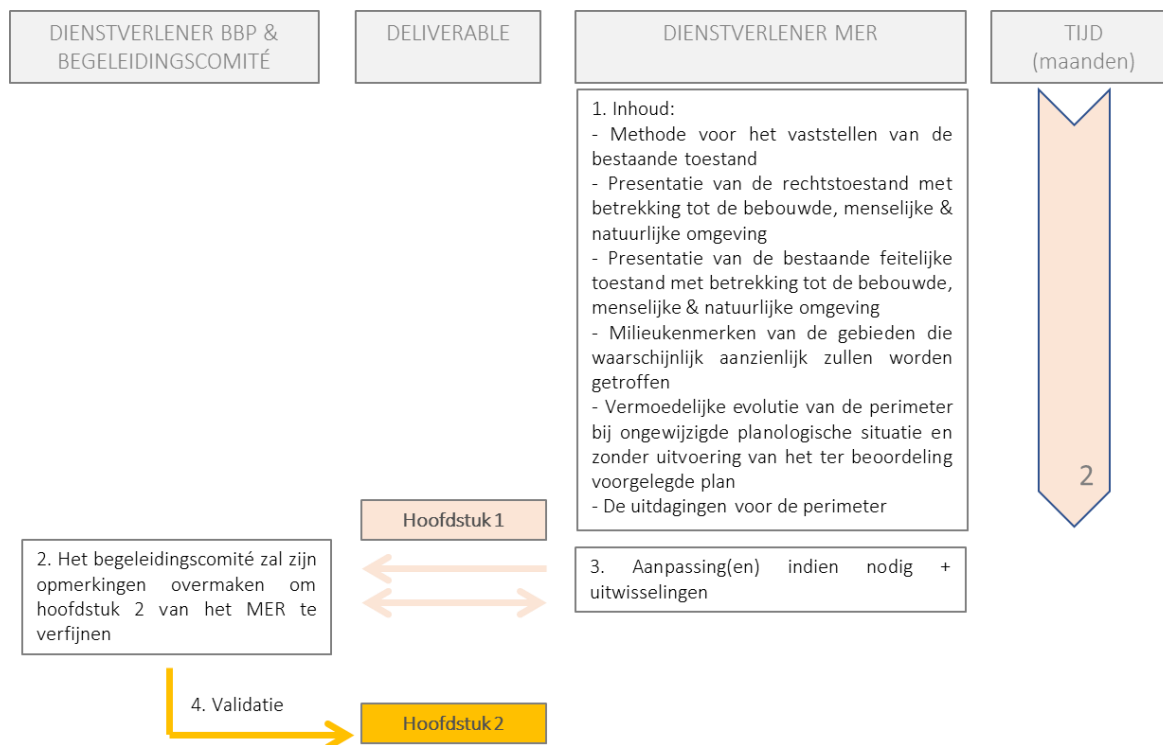 DIENSTVERLENER BBP &
BEGELEIDINGSCOMITÉ
DELIVERABLE
DIENSTVERLENER MER
TIJD
(maanden)
1. Inhoud:
- Methode voor het vaststellen van de
bestaande toestand
- Presentatie van de rechtstoestand met
betrekking tot de bebouwde, menselijke &
natuurlijke omgeving
- Presentatie van de bestaande feitelijke
toestand met betrekking tot de bebouwde,
menselijke & natuurlijke omgeving
- Milieukenmerken van de gebieden die
waarschijnlijk aanzienlijk zullen worden
getroffen
- Vermoedelijke evolutie van de perimeter
bij ongewijzigde planologische situatie en
zonder uitvoering van het ter beoordeling
voorgelegde plan
- De uitdagingen voor de perimeter
2
Hoofdstuk 1
2. Het begeleidingscomité zal zijn
opmerkingen overmaken om
hoofdstuk 2 van het MER te
verfijnen
3. Aanpassing(en) indien nodig +
uitwisselingen
4. Validatie
Hoofdstuk 2